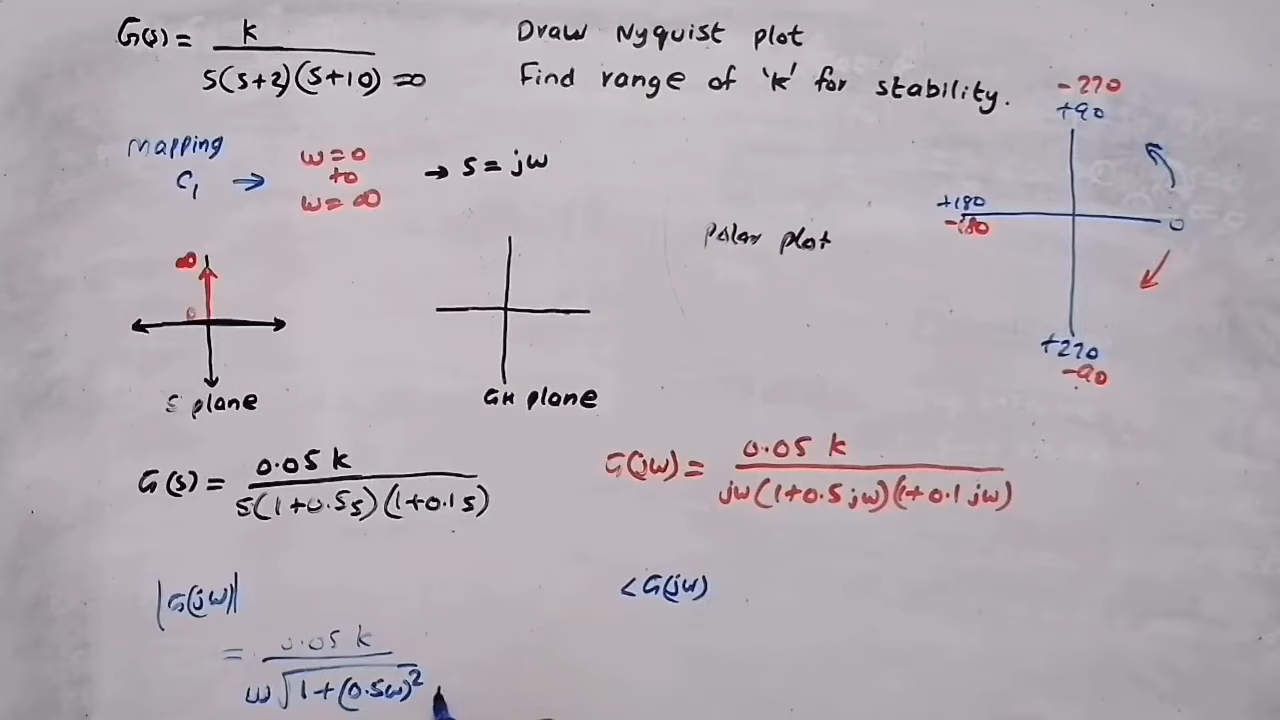 G(s) = k / s(s+2)(s+10) = 0
Draw Nyquist plot
Find range of 'k' for stability.
-270
+90
+180
-180
0
+270
-90
Mapping
C₁ → ω = 0 to ω = ∞ → s = jω
Polar plot
∞
0
S plane
GH plane
G(s) = 0.05 k / s(1+0.5s)(1+0.1s)
G(jω) = 0.05 k / jω(1+0.5jω)(1+0.1jω)
|G(jω)|
<G(jω)
= 0.05 k / ω√1+(0.5ω)²